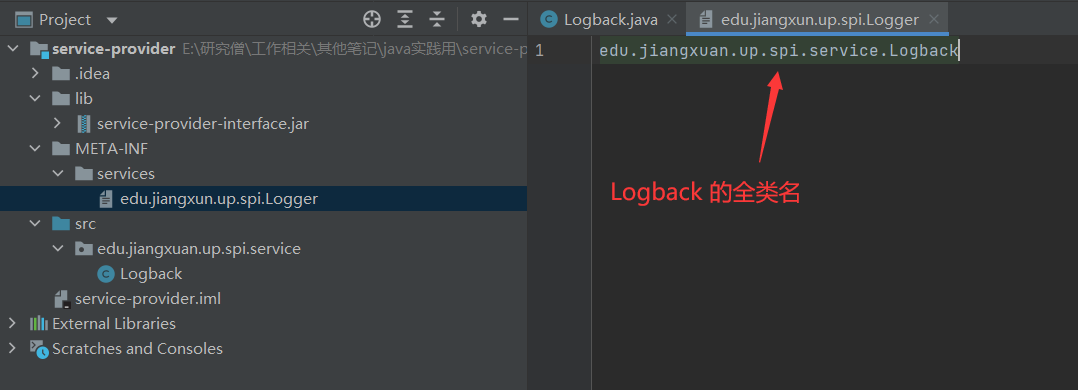 Project
service-provider E:\研究僧\工作相关\其他笔记\java实践用\service-p
.idea
lib
service-provider-interface.jar
META-INF
services
edu.jiangxun.up.spi.Logger
src
edu.jiangxuan.up.spi.service
Logback
service-provider.iml
External Libraries
Scratches and Consoles
Logback.java
edu.jiangxun.up.spi.Logger
1
edu.jiangxuan.up.spi.service.Logback
Logback 的全类名